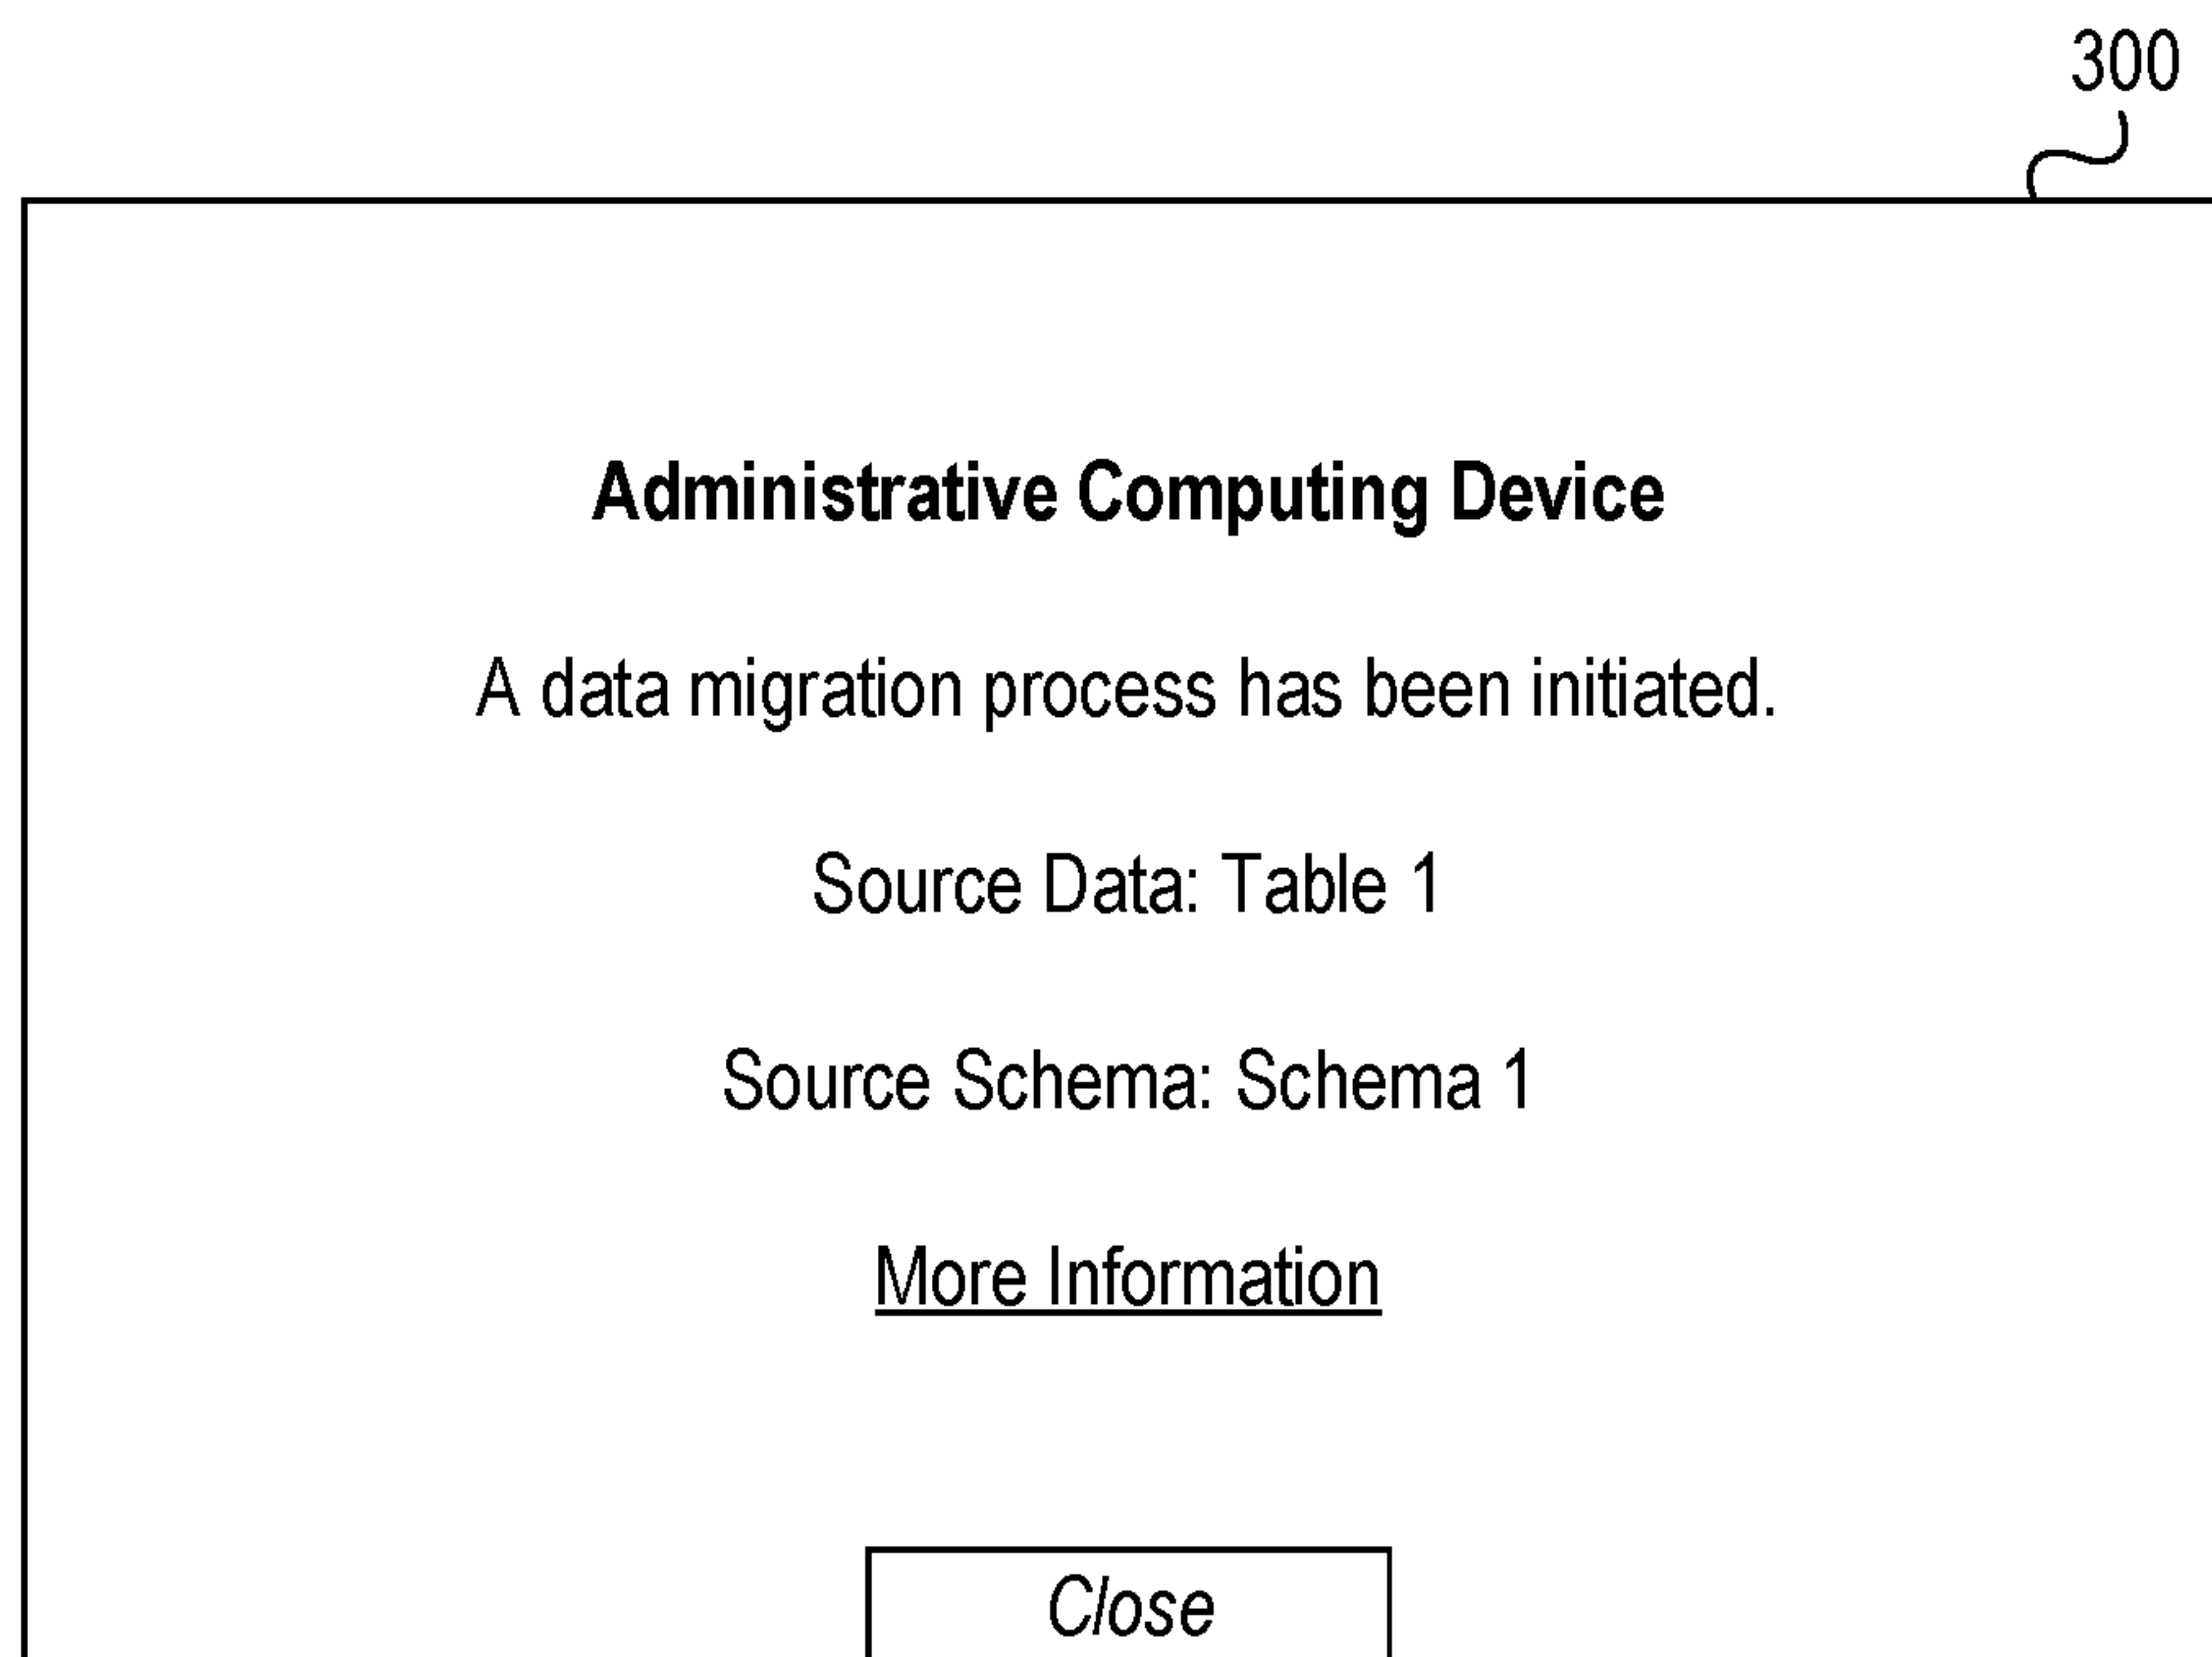 300
Administrative Computing Device
A data migration process has been initiated.
Source Data: Table 1
Source Schema: Schema 1
More Information
Close